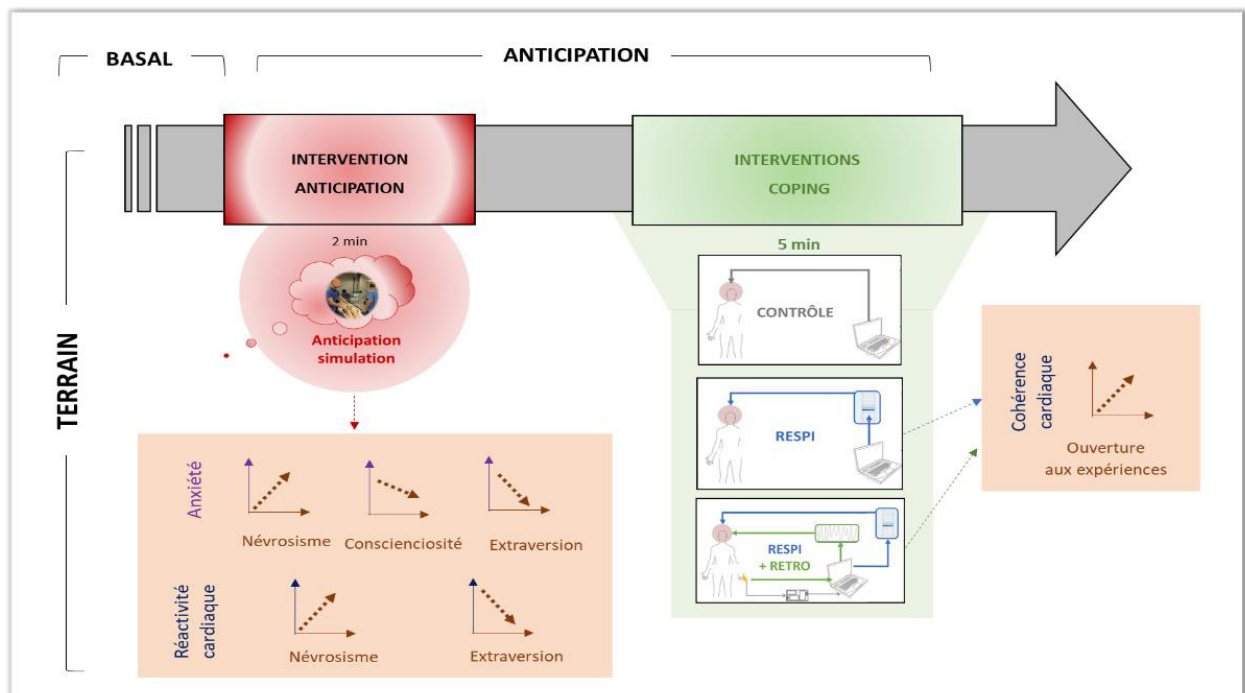 BASAL
ANTICIPATION
INTERVENTION
ANTICIPATION
INTERVENTIONS
COPING
TERRAIN
2 min
Anticipation
simulation
5 min
CONTRÔLE
RESPI
RESPI
+ RETRO
Anxiété
Névrosisme
Conscienciosité
Extraversion
Réactivité
cardiaque
Névrosisme
Extraversion
Cohérence
cardiaque
Ouverture
aux expériences